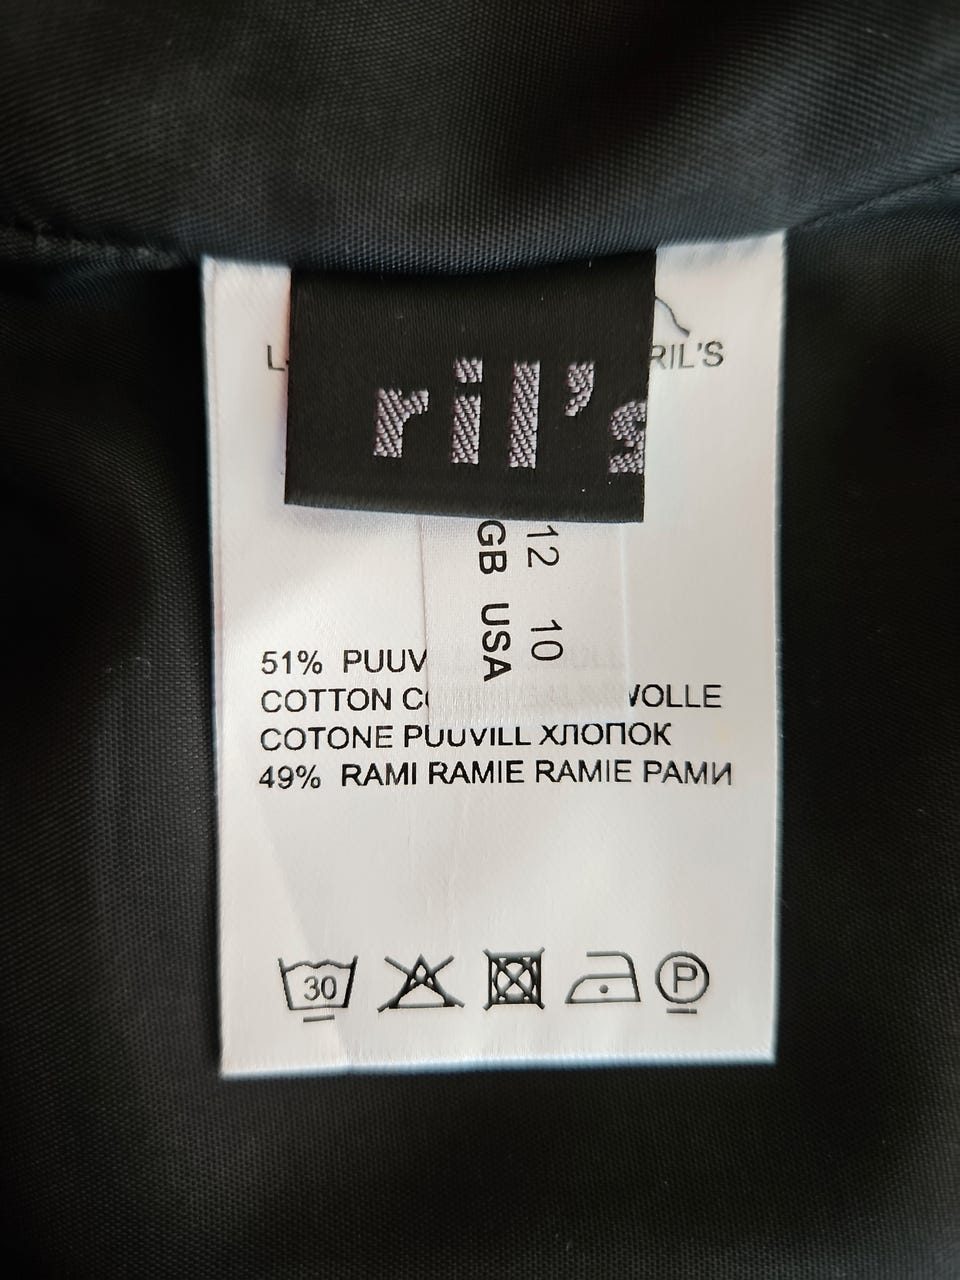 RIL'S
ril's
12 10
GB USA
51% PUUV
COTTON WOLLE
COTONE PUUVILL ХЛОПОК
49% RAMI RAMIE RAMIE РАМИ
30
P